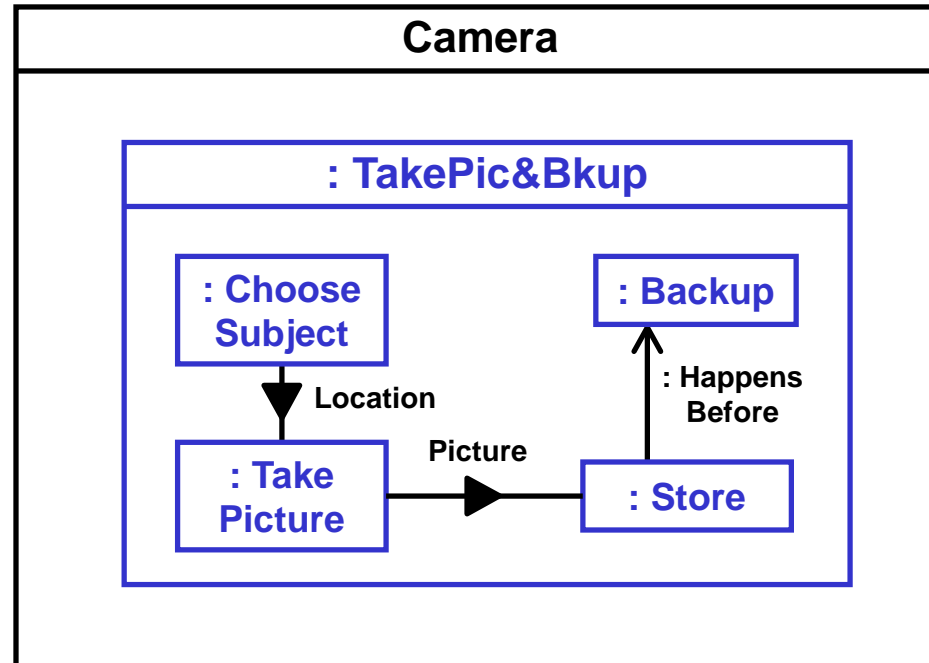 Camera
: TakePic&Bkup
: Choose
Subject
: Backup
Location
: Happens
Before
: Take
Picture
Picture
: Store